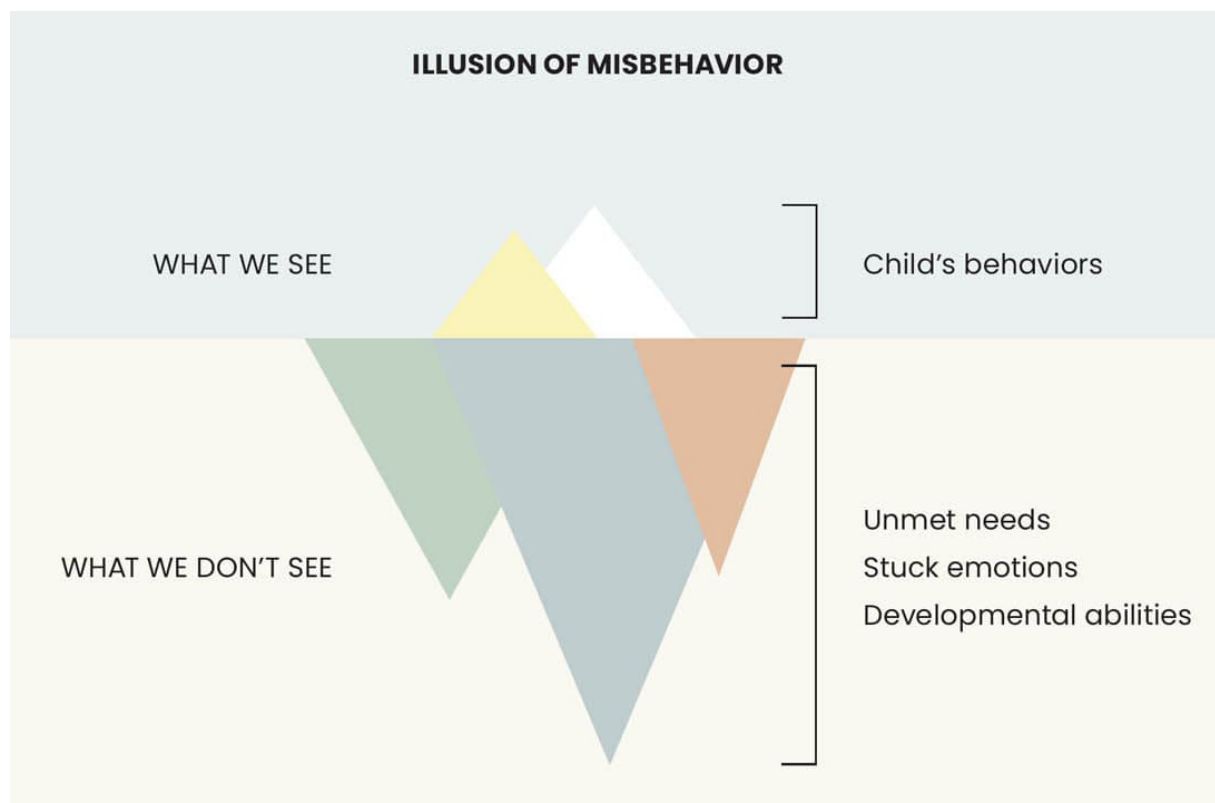 ILLUSION OF MISBEHAVIOR
WHAT WE SEE
Child’s behaviors
WHAT WE DON’T SEE
Unmet needs
Stuck emotions
Developmental abilities